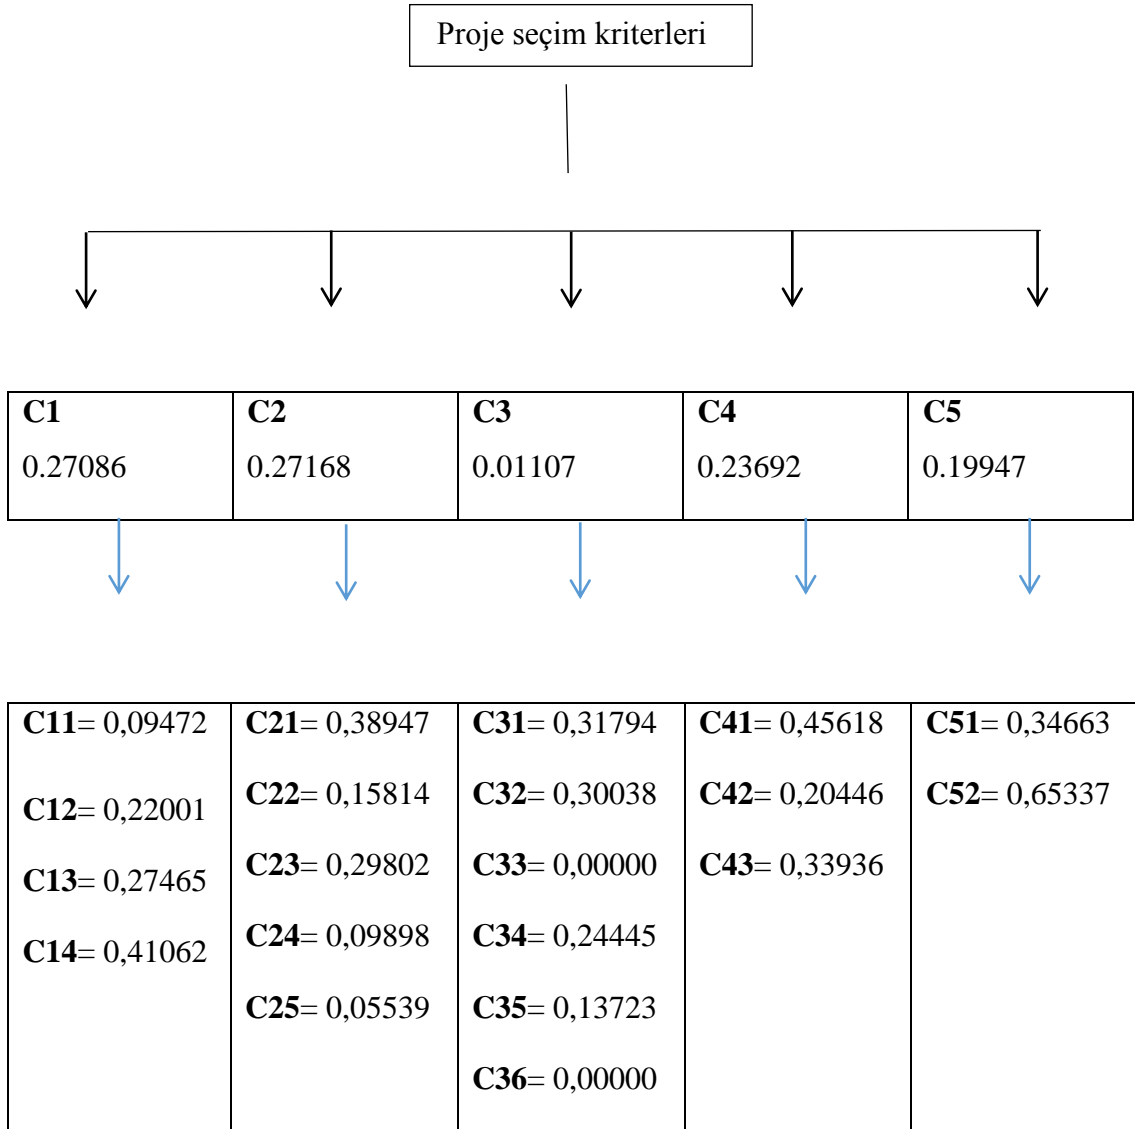 Proje seçim kriterleri
C1 C2 C3 C4 C5
0.27086 0.27168 0.01107 0.23692 0.19947
C11= 0,09472 C21= 0,38947 C31= 0,31794 C41= 0,45618 C51= 0,34663
C12= 0,22001 C22= 0,15814 C32= 0,30038 C42= 0,20446 C52= 0,65337
C13= 0,27465 C23= 0,29802 C33= 0,00000 C43= 0,33936
C14= 0,41062 C24= 0,09898 C34= 0,24445
C25= 0,05539 C35= 0,13723
C36= 0,00000